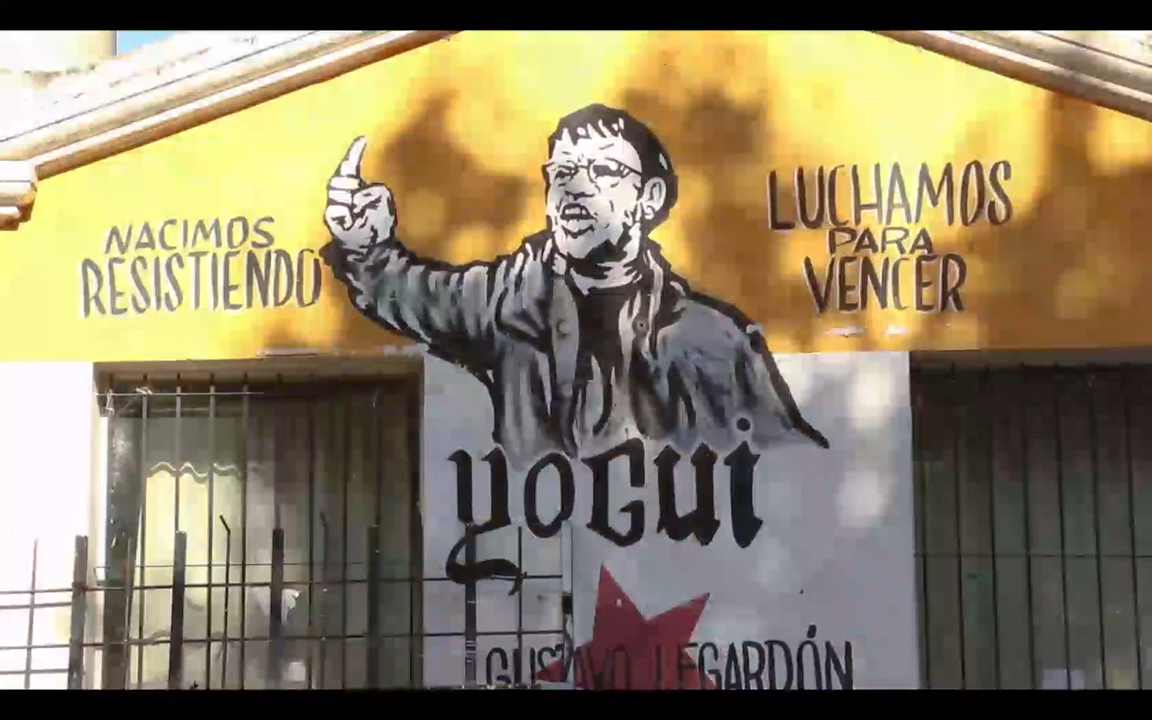 NACIMOS
RESISTIENDO
LUCHAMOS
PARA
VENCER
yogui
GUSTAVO LEGARDÓN